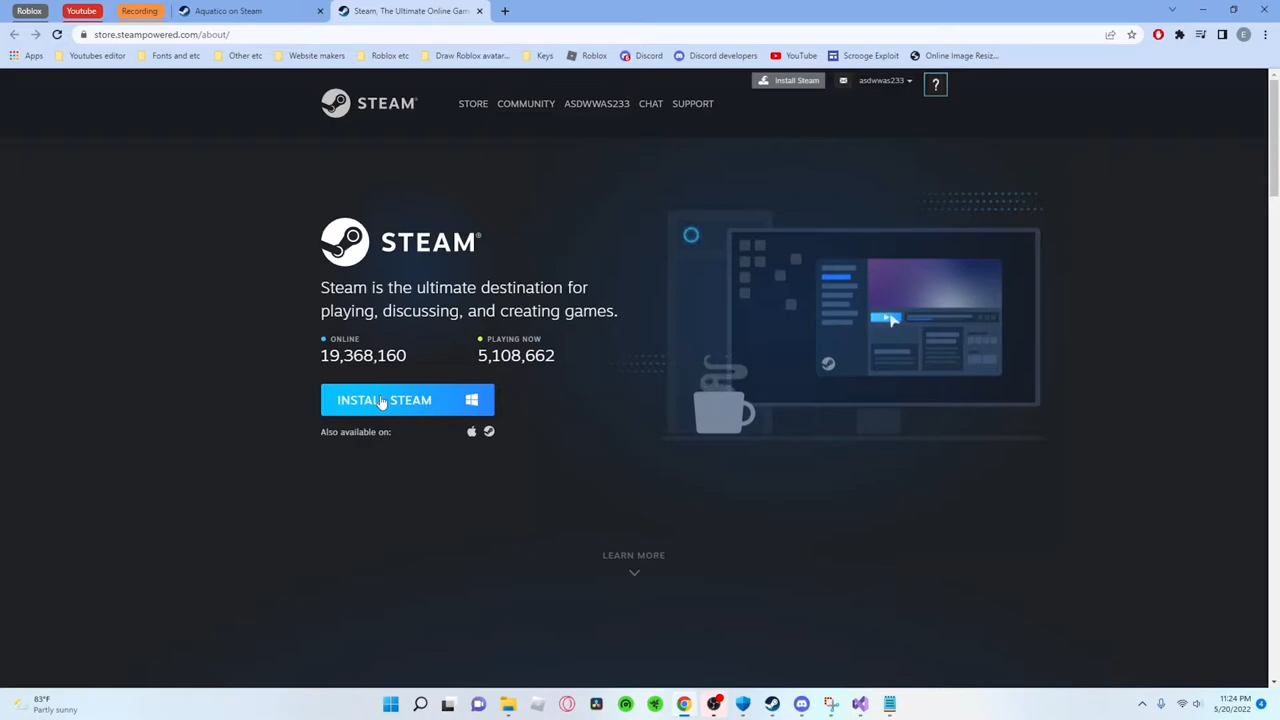 Roblox Youtube Recording Aquatico on Steam Steam, The Ultimate Online Gam
store.steampowered.com/about/ E
Apps Youtubes editor Fonts and etc Other etc Website makers Roblox etc Draw Roblox avatar... Keys Roblox Discord Discord developers YouTube Scrooge Exploit Online Image Resiz...
Install Steam asdwwas233 ?
STEAM® STORE COMMUNITY ASDWWAS233 CHAT SUPPORT
STEAM®
Steam is the ultimate destination for
playing, discussing, and creating games.
ONLINE PLAYING NOW
19,368,160 5,108,662
INSTALL STEAM
Also available on:
LEARN MORE
83°F
Partly sunny
11:24 PM
5/20/2022 4